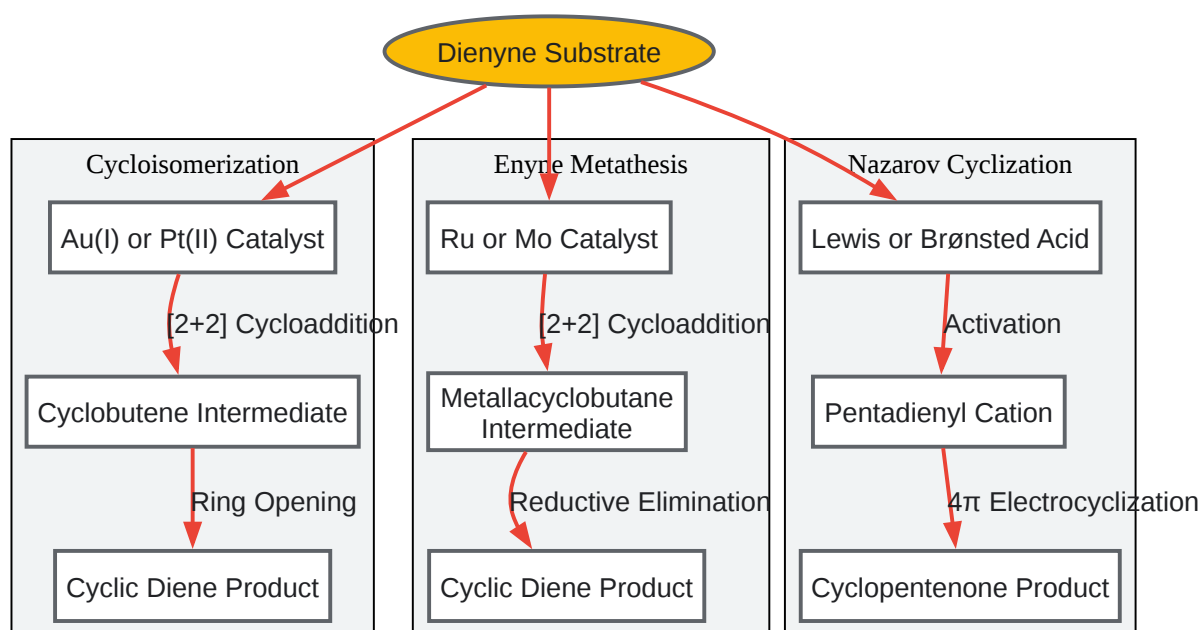 Dienyne Substrate
Cycloisomerization
Au(I) or Pt(II) Catalyst
[2+2] Cycloaddition
Cyclobutene Intermediate
Ring Opening
Cyclic Diene Product
Enyne Metathesis
Ru or Mo Catalyst
[2+2] Cycloaddition
Metallacyclobutane
Intermediate
Reductive Elimination
Cyclic Diene Product
Nazarov Cyclization
Lewis or Brønsted Acid
Activation
Pentadienyl Cation
4π Electrocyclization
Cyclopentenone Product